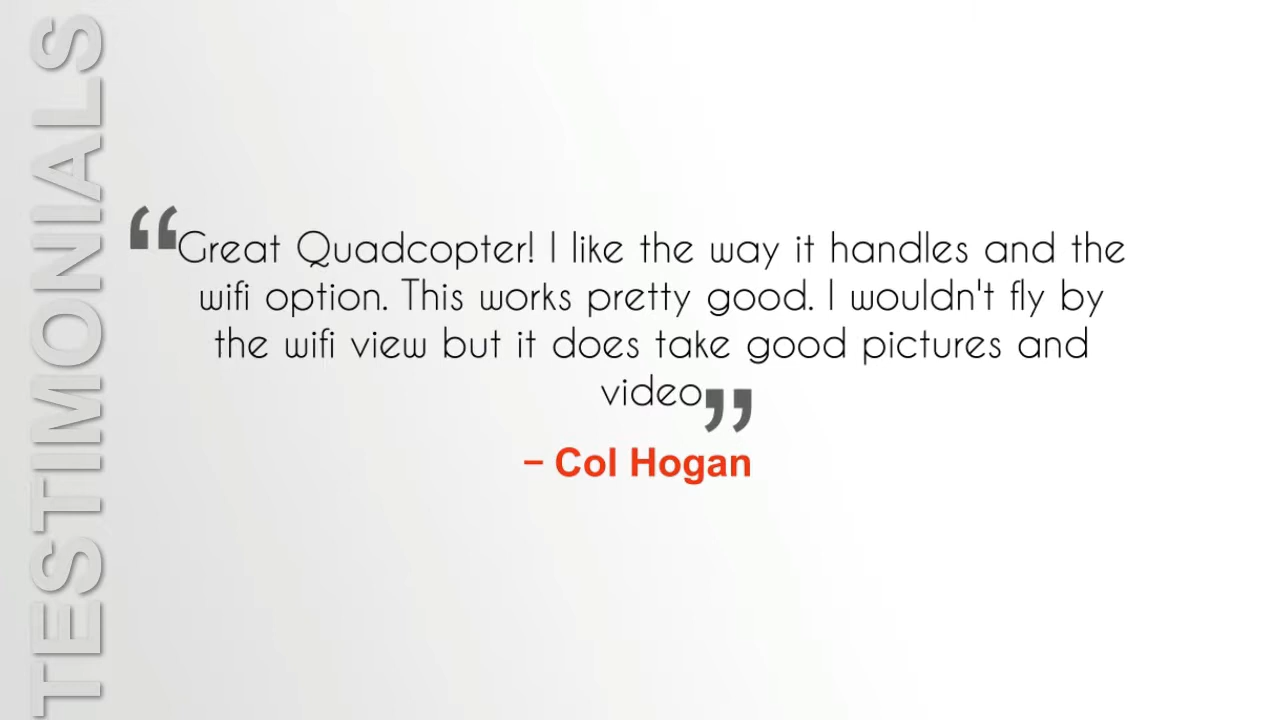 TESTIMONIALS
“Great Quadcopter! I like the way it handles and the
wifi option. This works pretty good. I wouldn't fly by
the wifi view but it does take good pictures and
video”
– Col Hogan